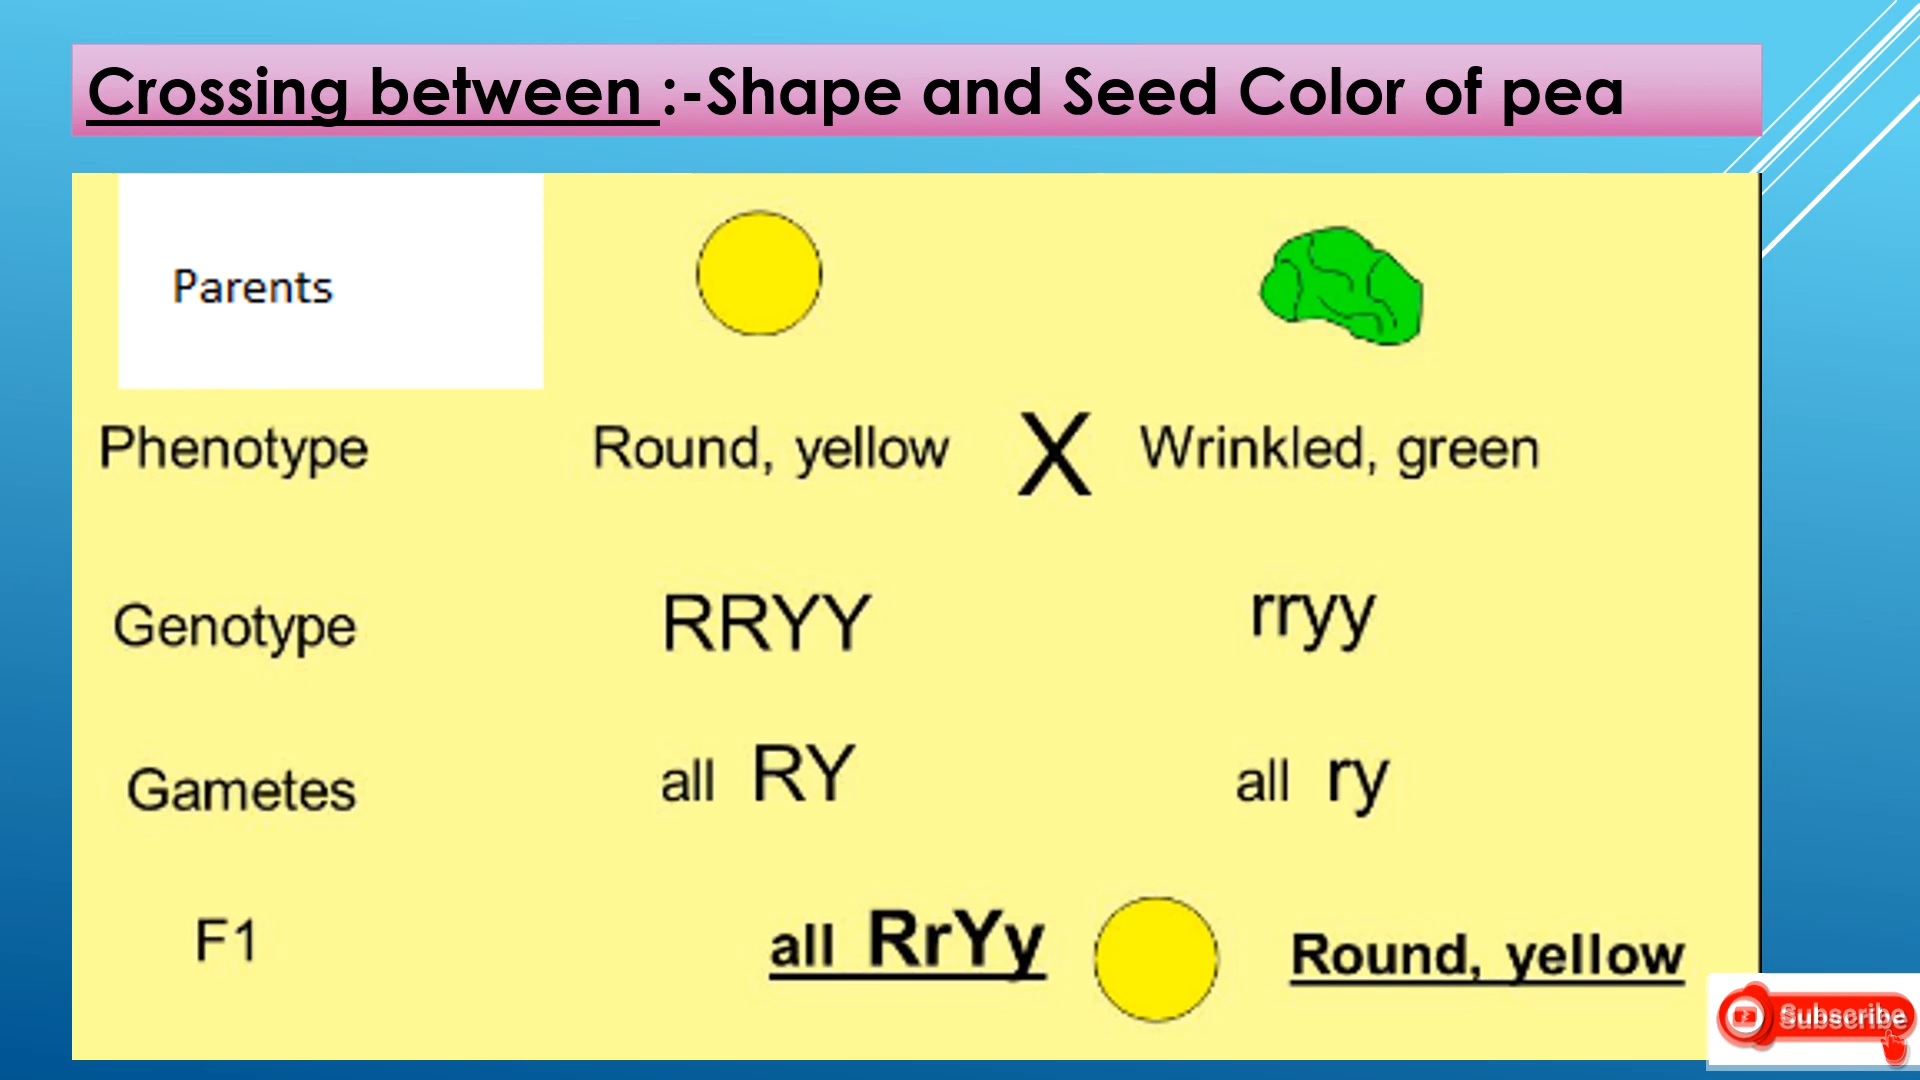 Crossing between :-Shape and Seed Color of pea
Parents
Phenotype Round, yellow X Wrinkled, green
Genotype RRYY rryy
Gametes all RY all ry
F1 all RrYy Round, yellow
Subscribe